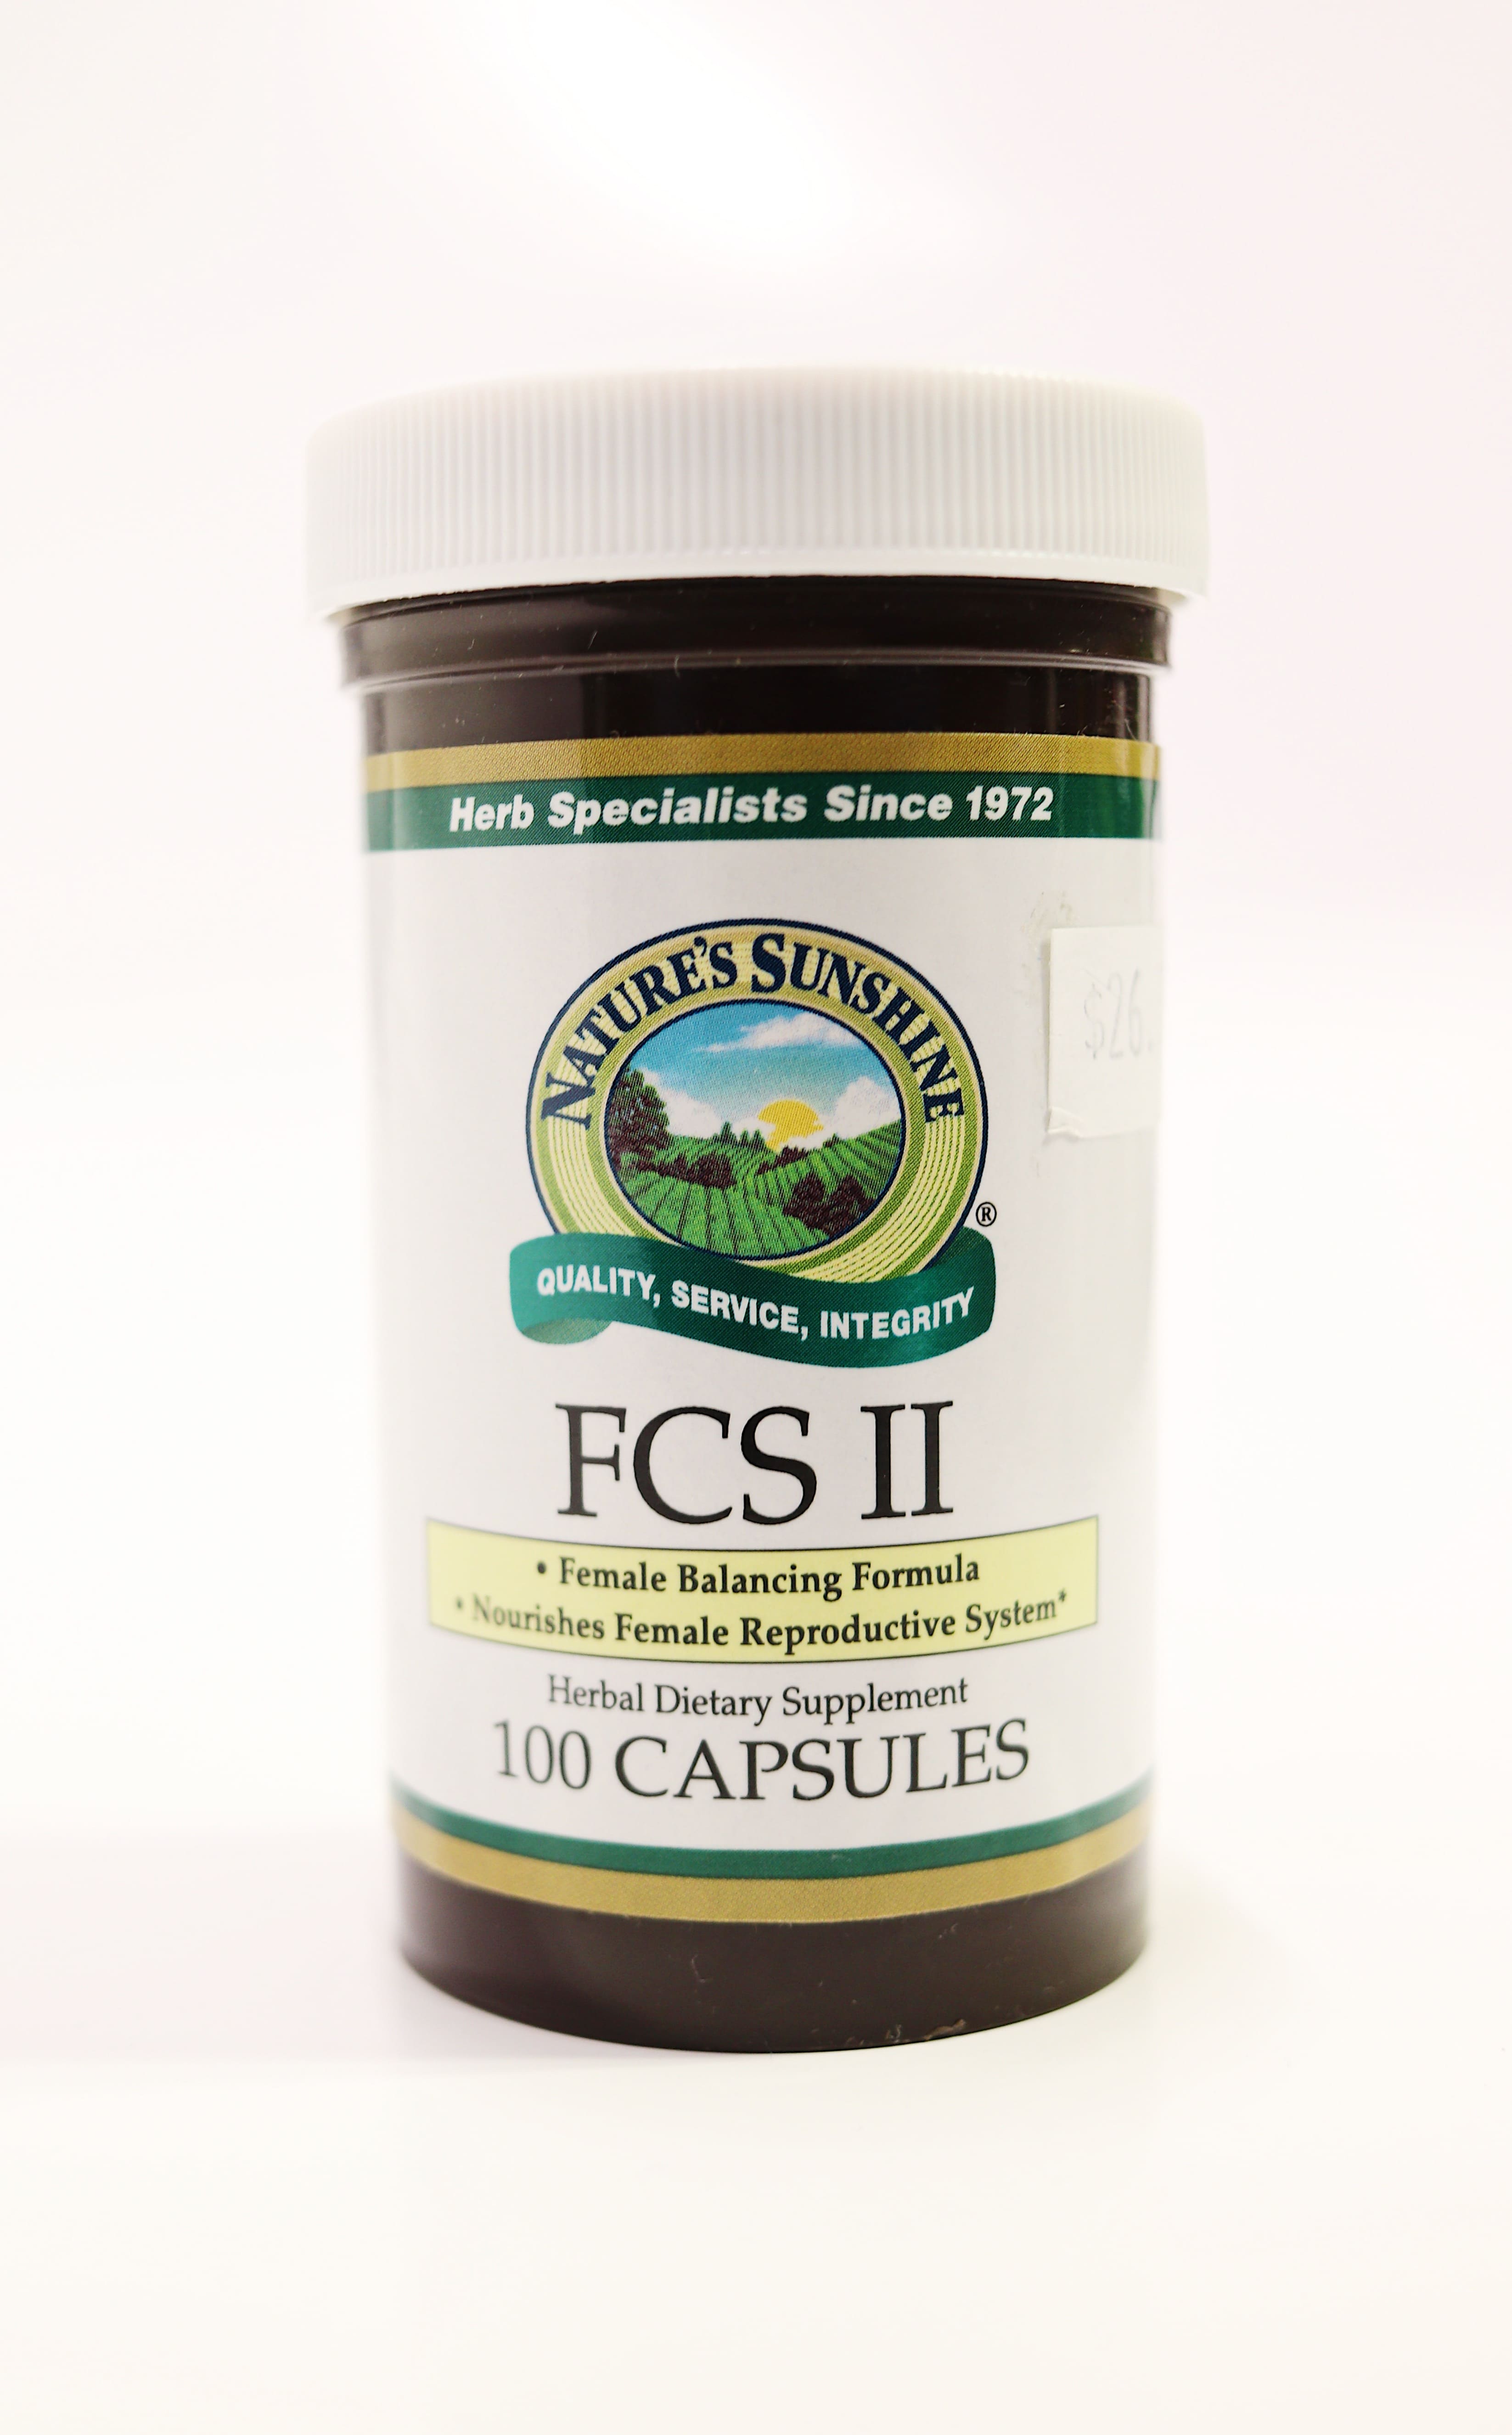 Herb Specialists Since 1972
NATURE'S SUNSHINE
$26.
®
QUALITY, SERVICE, INTEGRITY
FCS II
• Female Balancing Formula
• Nourishes Female Reproductive System*
Herbal Dietary Supplement
100 CAPSULES